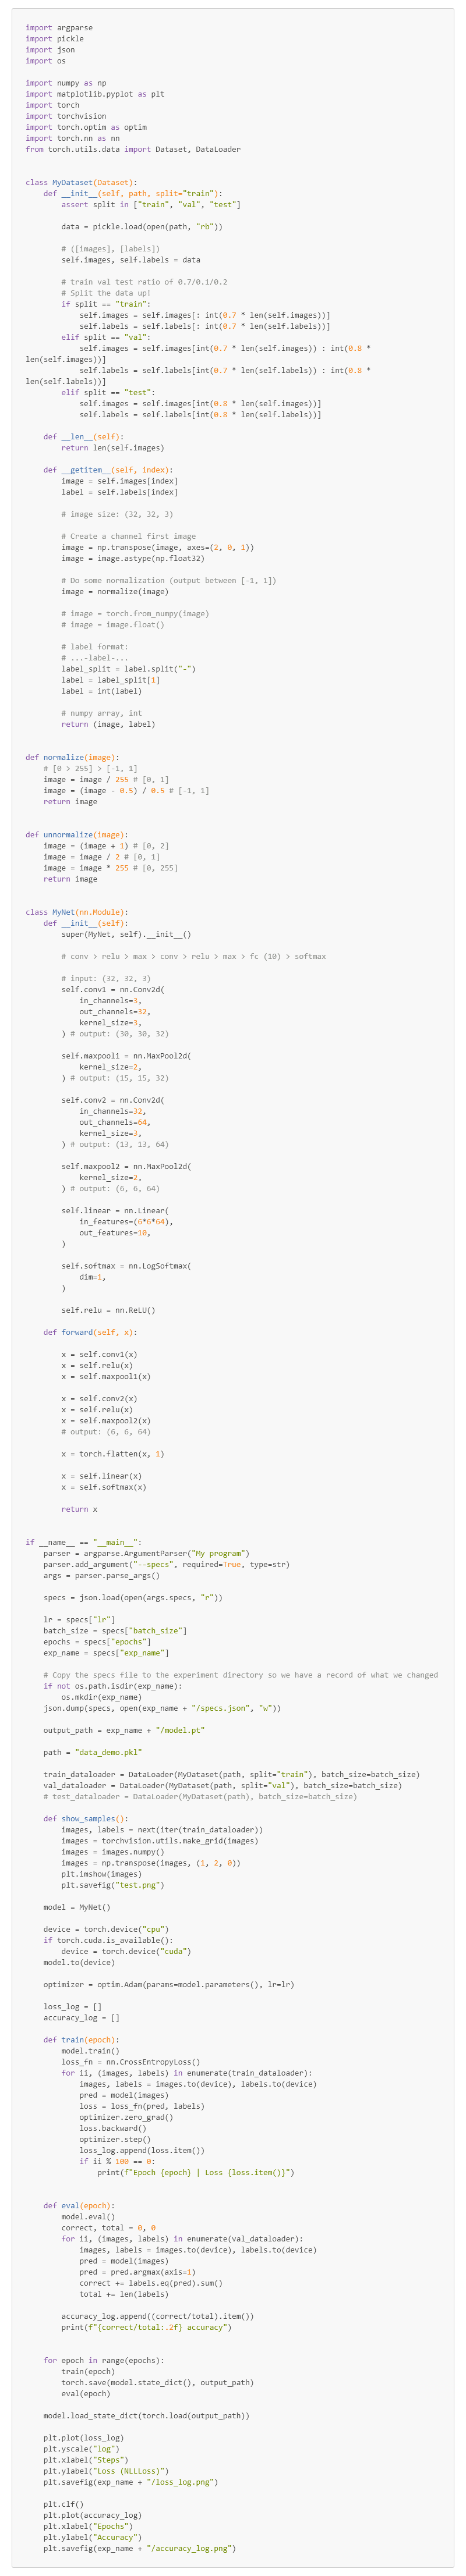 import argparse
import pickle
import json
import os

import numpy as np
import matplotlib.pyplot as plt
import torch
import torchvision
import torch.optim as optim
import torch.nn as nn
from torch.utils.data import Dataset, DataLoader


class MyDataset(Dataset):
    def __init__(self, path, split="train"):
        assert split in ["train", "val", "test"]

        data = pickle.load(open(path, "rb"))

        # ([images], [labels])
        self.images, self.labels = data

        # train val test ratio of 0.7/0.1/0.2
        # Split the data up!
        if split == "train":
            self.images = self.images[: int(0.7 * len(self.images))]
            self.labels = self.labels[: int(0.7 * len(self.labels))]
        elif split == "val":
            self.images = self.images[int(0.7 * len(self.images)) : int(0.8 *
len(self.images))]
            self.labels = self.labels[int(0.7 * len(self.labels)) : int(0.8 *
len(self.labels))]
        elif split == "test":
            self.images = self.images[int(0.8 * len(self.images))]
            self.labels = self.labels[int(0.8 * len(self.labels))]

    def __len__(self):
        return len(self.images)

    def __getitem__(self, index):
        image = self.images[index]
        label = self.labels[index]

        # image size: (32, 32, 3)

        # Create a channel first image
        image = np.transpose(image, axes=(2, 0, 1))
        image = image.astype(np.float32)

        # Do some normalization (output between [-1, 1])
        image = normalize(image)

        # image = torch.from_numpy(image)
        # image = image.float()

        # label format:
        # ...-label-...
        label_split = label.split("-")
        label = label_split[1]
        label = int(label)

        # numpy array, int
        return (image, label)


def normalize(image):
    # [0 > 255] > [-1, 1]
    image = image / 255 # [0, 1]
    image = (image - 0.5) / 0.5 # [-1, 1]
    return image


def unnormalize(image):
    image = (image + 1) # [0, 2]
    image = image / 2 # [0, 1]
    image = image * 255 # [0, 255]
    return image


class MyNet(nn.Module):
    def __init__(self):
        super(MyNet, self).__init__()

        # conv > relu > max > conv > relu > max > fc (10) > softmax

        # input: (32, 32, 3)
        self.conv1 = nn.Conv2d(
            in_channels=3,
            out_channels=32,
            kernel_size=3,
        ) # output: (30, 30, 32)

        self.maxpool1 = nn.MaxPool2d(
            kernel_size=2,
        ) # output: (15, 15, 32)

        self.conv2 = nn.Conv2d(
            in_channels=32,
            out_channels=64,
            kernel_size=3,
        ) # output: (13, 13, 64)

        self.maxpool2 = nn.MaxPool2d(
            kernel_size=2,
        ) # output: (6, 6, 64)

        self.linear = nn.Linear(
            in_features=(6*6*64),
            out_features=10,
        )

        self.softmax = nn.LogSoftmax(
            dim=1,
        )

        self.relu = nn.ReLU()

    def forward(self, x):

        x = self.conv1(x)
        x = self.relu(x)
        x = self.maxpool1(x)

        x = self.conv2(x)
        x = self.relu(x)
        x = self.maxpool2(x)
        # output: (6, 6, 64)

        x = torch.flatten(x, 1)

        x = self.linear(x)
        x = self.softmax(x)

        return x


if __name__ == "__main__":
    parser = argparse.ArgumentParser("My program")
    parser.add_argument("--specs", required=True, type=str)
    args = parser.parse_args()

    specs = json.load(open(args.specs, "r"))

    lr = specs["lr"]
    batch_size = specs["batch_size"]
    epochs = specs["epochs"]
    exp_name = specs["exp_name"]

    # Copy the specs file to the experiment directory so we have a record of what we changed
    if not os.path.isdir(exp_name):
        os.mkdir(exp_name)
    json.dump(specs, open(exp_name + "/specs.json", "w"))

    output_path = exp_name + "/model.pt"

    path = "data_demo.pkl"

    train_dataloader = DataLoader(MyDataset(path, split="train"), batch_size=batch_size)
    val_dataloader = DataLoader(MyDataset(path, split="val"), batch_size=batch_size)
    # test_dataloader = DataLoader(MyDataset(path), batch_size=batch_size)

    def show_samples():
        images, labels = next(iter(train_dataloader))
        images = torchvision.utils.make_grid(images)
        images = images.numpy()
        images = np.transpose(images, (1, 2, 0))
        plt.imshow(images)
        plt.savefig("test.png")

    model = MyNet()

    device = torch.device("cpu")
    if torch.cuda.is_available():
        device = torch.device("cuda")
    model.to(device)

    optimizer = optim.Adam(params=model.parameters(), lr=lr)

    loss_log = []
    accuracy_log = []

    def train(epoch):
        model.train()
        loss_fn = nn.CrossEntropyLoss()
        for ii, (images, labels) in enumerate(train_dataloader):
            images, labels = images.to(device), labels.to(device)
            pred = model(images)
            loss = loss_fn(pred, labels)
            optimizer.zero_grad()
            loss.backward()
            optimizer.step()
            loss_log.append(loss.item())
            if ii % 100 == 0:
                print(f"Epoch {epoch} | Loss {loss.item()}")


    def eval(epoch):
        model.eval()
        correct, total = 0, 0
        for ii, (images, labels) in enumerate(val_dataloader):
            images, labels = images.to(device), labels.to(device)
            pred = model(images)
            pred = pred.argmax(axis=1)
            correct += labels.eq(pred).sum()
            total += len(labels)

        accuracy_log.append((correct/total).item())
        print(f"{correct/total:.2f} accuracy")


    for epoch in range(epochs):
        train(epoch)
        torch.save(model.state_dict(), output_path)
        eval(epoch)

    model.load_state_dict(torch.load(output_path))

    plt.plot(loss_log)
    plt.yscale("log")
    plt.xlabel("Steps")
    plt.ylabel("Loss (NLLLoss)")
    plt.savefig(exp_name + "/loss_log.png")

    plt.clf()
    plt.plot(accuracy_log)
    plt.xlabel("Epochs")
    plt.ylabel("Accuracy")
    plt.savefig(exp_name + "/accuracy_log.png")